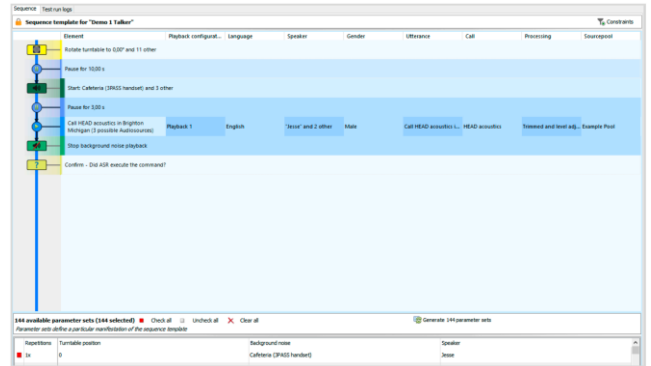 Sequence Test run logs
Sequence template for "Demo 1 Talker" Constraints
Element Playback configurat... Language Speaker Gender Utterance Call Processing Sourcepool
Rotate turntable to 0,00° and 11 other
Pause for 10,00 s
Start: Cafeteria (3PASS handset) and 3 other
Pause for 3,00 s
Call HEAD acoustics in Brighton
Michigan (3 possible Audiosources) Playback 1 English "Jesse" and 2 other Male Call HEAD acoustics i... HEAD acoustics Trimmed and level adj... Example Pool
Stop background noise playback
? Confirm - Did ASR execute the command?
144 available parameter sets (144 selected) Check all Uncheck all Clear all Generate 144 parameter sets
Parameter sets define a particular manifestation of the sequence template
Repetitions Turntable position Background noise Speaker
1x 0 Cafeteria (3PASS handset) Jesse